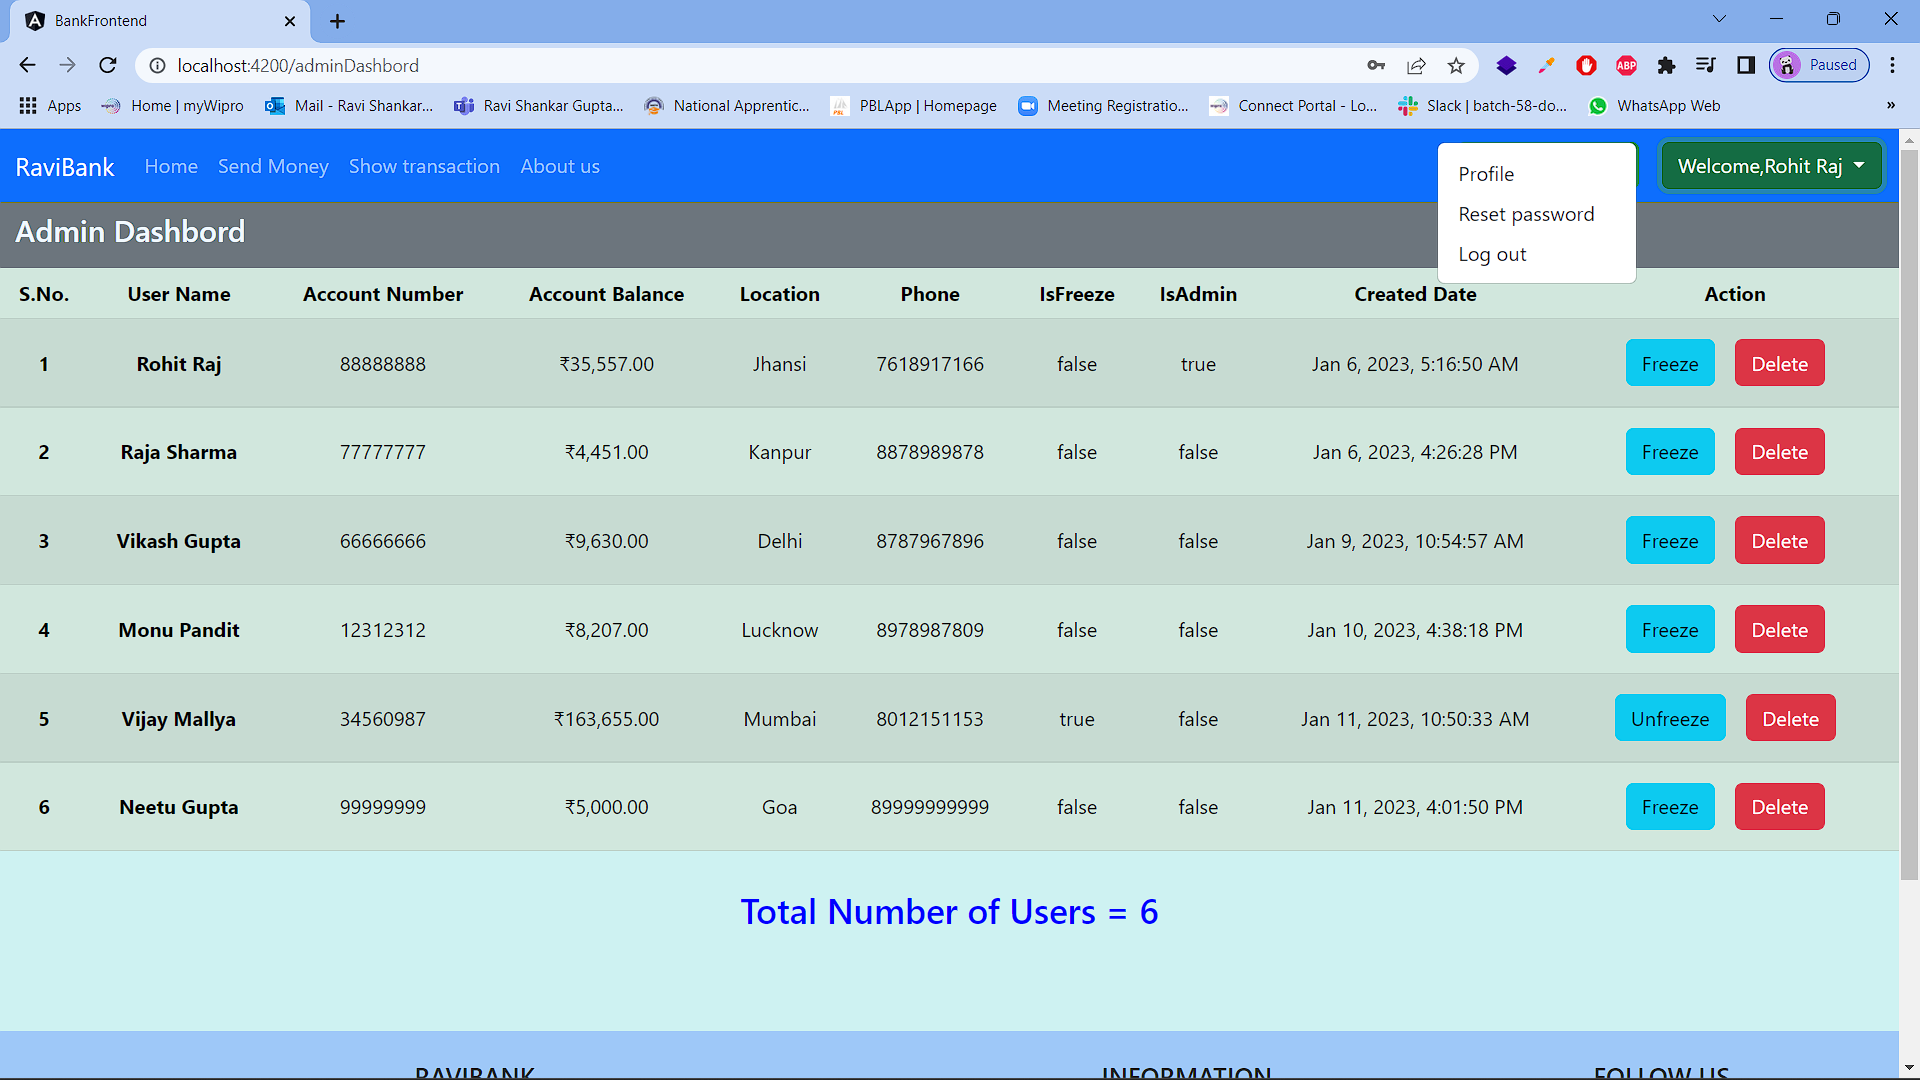 BankFrontend
localhost:4200/adminDashbord
ABP
Paused
Apps
Home | myWipro
Mail - Ravi Shankar...
Ravi Shankar Gupta...
National Apprentic...
PBLApp | Homepage
Meeting Registratio...
Connect Portal - Lo...
Slack | batch-58-do...
WhatsApp Web
»
RaviBank Home Send Money Show transaction About us
Welcome,Rohit Raj
Profile
Reset password
Log out
Admin Dashbord
S.No. User Name Account Number Account Balance Location Phone IsFreeze IsAdmin Created Date Action
1 Rohit Raj 88888888 ₹35,557.00 Jhansi 7618917166 false true Jan 6, 2023, 5:16:50 AM Freeze Delete
2 Raja Sharma 77777777 ₹4,451.00 Kanpur 8878989878 false false Jan 6, 2023, 4:26:28 PM Freeze Delete
3 Vikash Gupta 66666666 ₹9,630.00 Delhi 8787967896 false false Jan 9, 2023, 10:54:57 AM Freeze Delete
4 Monu Pandit 12312312 ₹8,207.00 Lucknow 8978987809 false false Jan 10, 2023, 4:38:18 PM Freeze Delete
5 Vijay Mallya 34560987 ₹163,655.00 Mumbai 8012151153 true false Jan 11, 2023, 10:50:33 AM Unfreeze Delete
6 Neetu Gupta 99999999 ₹5,000.00 Goa 89999999999 false false Jan 11, 2023, 4:01:50 PM Freeze Delete
Total Number of Users = 6
RAVIBANK INFORMATION FOLLOW US